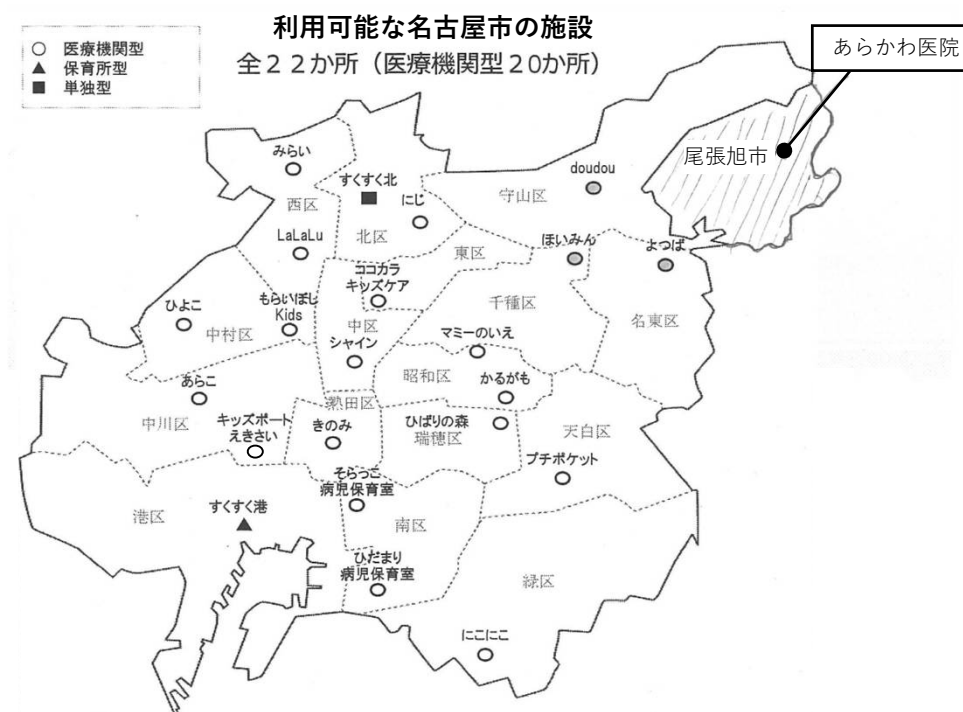 利用可能な名古屋市の施設
全22か所（医療機関型20か所）
○ 医療機関型
▲ 保育所型
■ 単独型
あらかわ医院
尾張旭市
みらい
すくすく北
にじ
doudou
守山区
西区
北区
LaLaLu
東区
ほいみん
よつば
ココカラ
キッズケア
ひよこ
もらいぼし
Kids
千種区
中村区
中区
シャイン
マミーのいえ
名東区
あらこ
昭和区
かるがも
中川区
熱田区
キッズポート
えきさい
きのみ
ひばりの森
瑞穂区
天白区
プチポケット
そらっこ
病児保育室
港区
すくすく港
南区
ひだまり
病児保育室
緑区
にこにこ